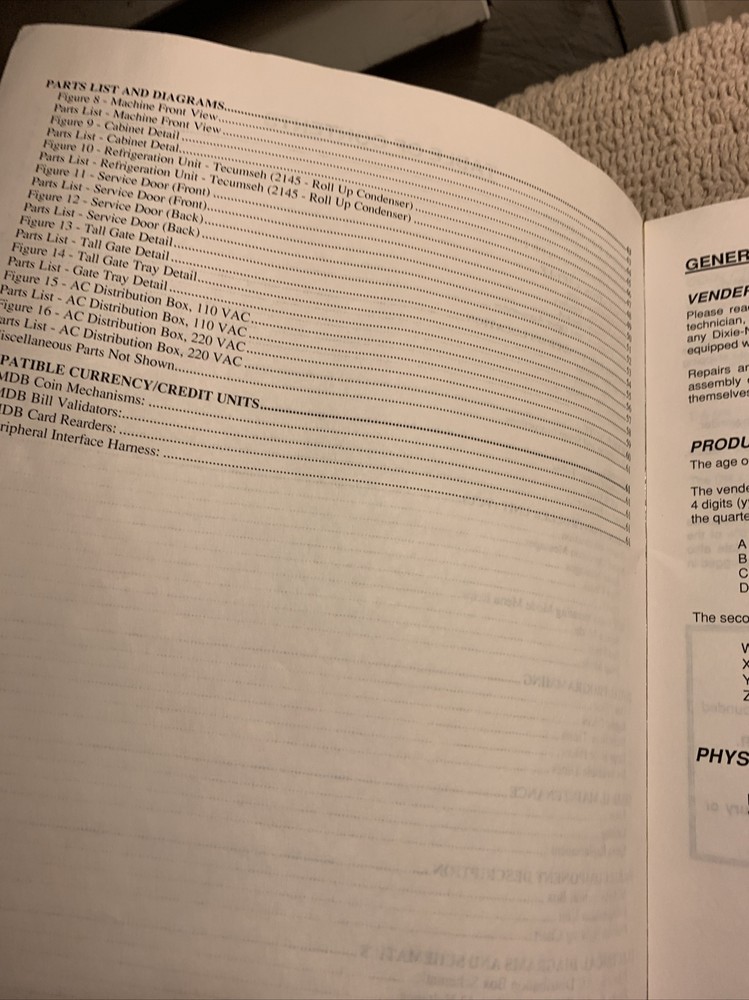 PARTS LIST AND DIAGRAMS
Figure 8 - Machine Front View
Parts List - Machine Front View
Figure 9 - Cabinet Detail
Parts List - Cabinet Detal
Figure 10 - Refrigeration Unit - Tecumseh (2145 - Roll Up Condenser)
Parts List - Refrigeration Unit - Tecumseh (2145 - Roll Up Condenser)
Figure 11 - Service Door (Front)
Parts List - Service Door (Front)
Figure 12 - Service Door (Back)
Parts List - Service Door (Back)
Figure 13 - Tall Gate Detail
Parts List - Tall Gate Detail
Figure 14 - Tall Gate Tray Detail
Parts List - Gate Tray Detail
Figure 15 - AC Distribution Box, 110 VAC
Parts List - AC Distribution Box, 110 VAC
Figure 16 - AC Distribution Box, 220 VAC
arts List - AC Distribution Box, 220 VAC
iscellaneous Parts Not Shown
PATIBLE CURRENCY/CREDIT UNITS
MDB Coin Mechanisms:
MDB Bill Validators:
MDB Card Rearders:
ripheral Interface Harness:
GENER
VENDER
Please rea
technician,
any Dixie-N
equipped w
Repairs an
assembly
themselves
PRODU
The age o
The vende
4 digits (y
the quarte
A
B
C
D
The seco
W
X
Y
Z
PHYS